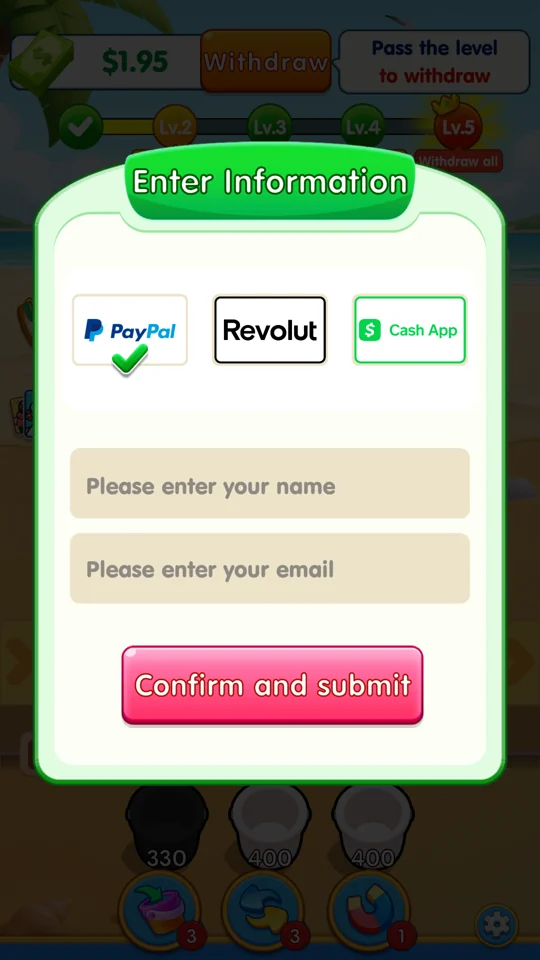 $1.95
Withdraw
Pass the level
to withdraw
Lv.2
Lv.3
Lv.4
Lv.5
Withdraw all
Enter Information
PayPal
Revolut
$ Cash App
Please enter your name
Please enter your email
Confirm and submit
330
400
400
3
3
1